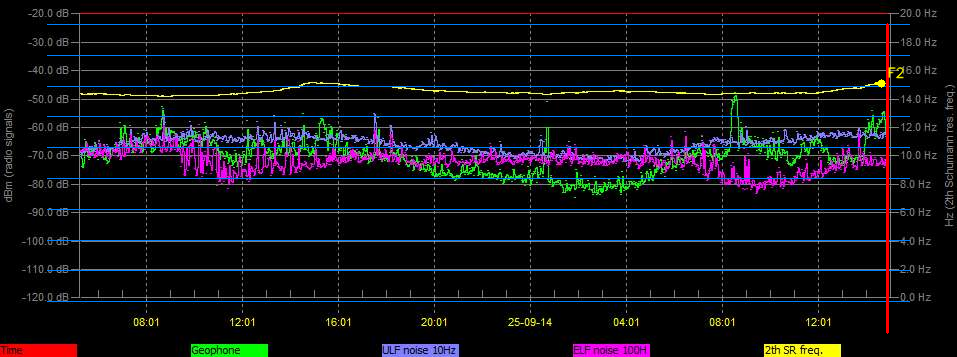 -20.0 dB
-30.0 dB
-40.0 dB
-50.0 dB
-60.0 dB
-70.0 dB
-80.0 dB
-90.0 dB
-100.0 dB
-110.0 dB
-120.0 dB
dBm (radio signals)
20.0 Hz
18.0 Hz
16.0 Hz
14.0 Hz
12.0 Hz
10.0 Hz
8.0 Hz
6.0 Hz
4.0 Hz
2.0 Hz
0.0 Hz
Hz (2th Schumann res. freq.)
F2
08:01 12:01 16:01 20:01 25-09-14 04:01 08:01 12:01
Time Geophone ULF noise 10Hz ELF noise 100H 2th SR freq.